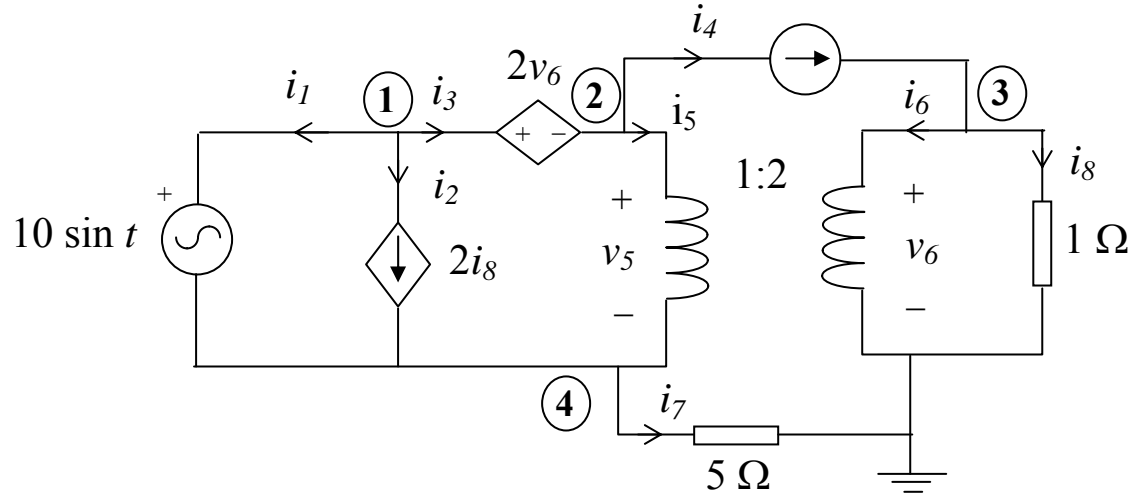 i4
2v6
1
2
3
i1
i3
i5
i6
+ −
1:2
i8
+
i2
+
+
10 sin t
2i8
v5
v6
1 Ω
−
−
4
i7
5 Ω